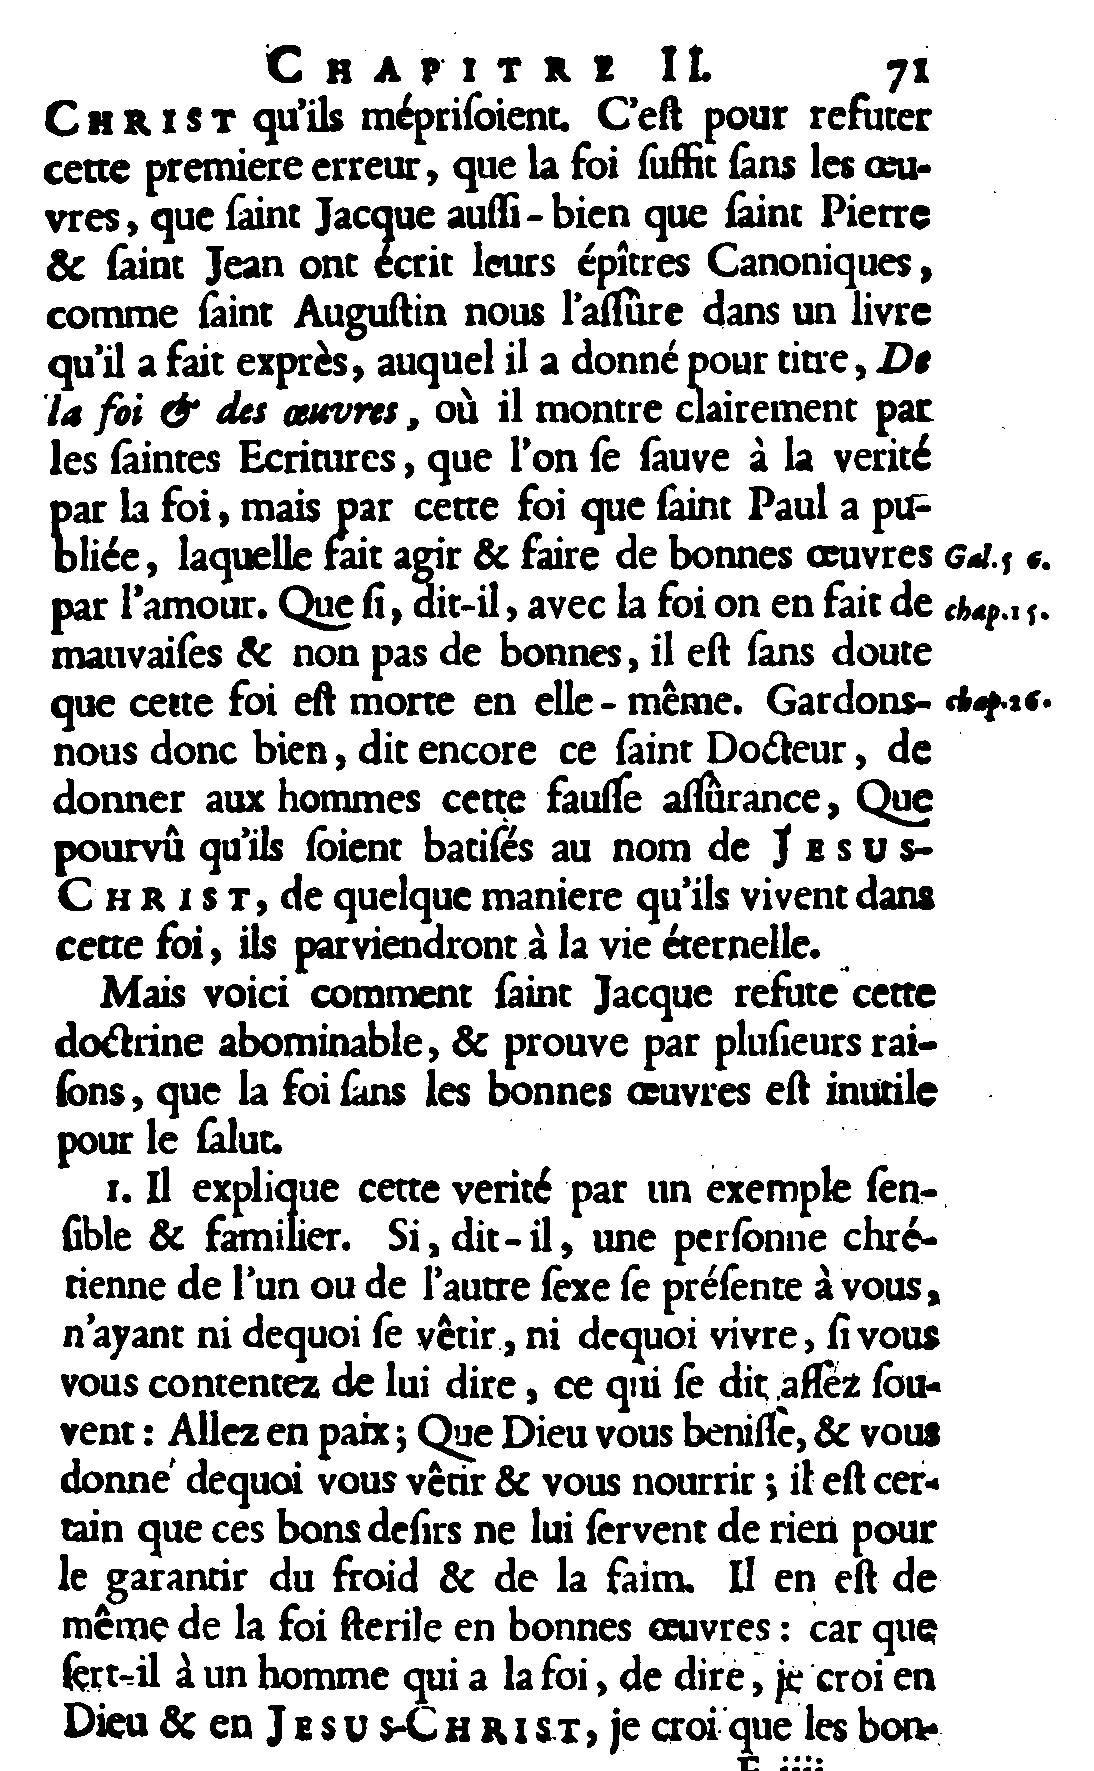 CHAPITRE II. 71
CHRIST qu'ils mépriſoient. C'eſt pour refuter
cette premiere erreur, que la foi ſuffit ſans les œu-
vres, que ſaint Jacque auſſi-bien que ſaint Pierre
& ſaint Jean ont écrit leurs épîtres Canoniques,
comme ſaint Auguſtin nous l'aſſûre dans un livre
qu'il a fait exprès, auquel il a donné pour titre, De
la foi & des œuvres, où il montre clairement par
les ſaintes Ecritures, que l'on ſe ſauve à la verité
par la foi, mais par cette foi que ſaint Paul a pu-
bliée, laquelle fait agir & faire de bonnes œuvres Gal. 5 6.
par l'amour. Que ſi, dit-il, avec la foi on en fait de chap. 15.
mauvaiſes & non pas de bonnes, il eſt ſans doute
que cette foi eſt morte en elle-même. Gardons- chap. 26.
nous donc bien, dit encore ce ſaint Docteur, de
donner aux hommes cette fauſſe aſſûrance, Que
pourvû qu'ils ſoient batiſés au nom de JESUS-
CHRIST, de quelque maniere qu'ils vivent dans
cette foi, ils parviendront à la vie éternelle.
Mais voici comment ſaint Jacque refute cette
doctrine abominable, & prouve par pluſieurs rai-
ſons, que la foi ſans les bonnes œuvres eſt inutile
pour le ſalut.
1. Il explique cette verité par un exemple ſen-
ſible & familier. Si, dit-il, une perſonne chré-
tienne de l'un ou de l'autre ſexe ſe préſente à vous,
n'ayant ni dequoi ſe vêtir, ni dequoi vivre, ſi vous
vous contentez de lui dire, ce qui ſe dit aſſez ſou-
vent : Allez en paix; Que Dieu vous beniſſe, & vous
donne dequoi vous vêtir & vous nourrir; il eſt cer-
tain que ces bons deſirs ne lui ſervent de rien pour
le garantir du froid & de la faim. Il en eſt de
même de la foi ſterile en bonnes œuvres : car que
ſert-il à un homme qui a la foi, de dire, je croi en
Dieu & en JESUS-CHRIST, je croi que les bon-
E iiij